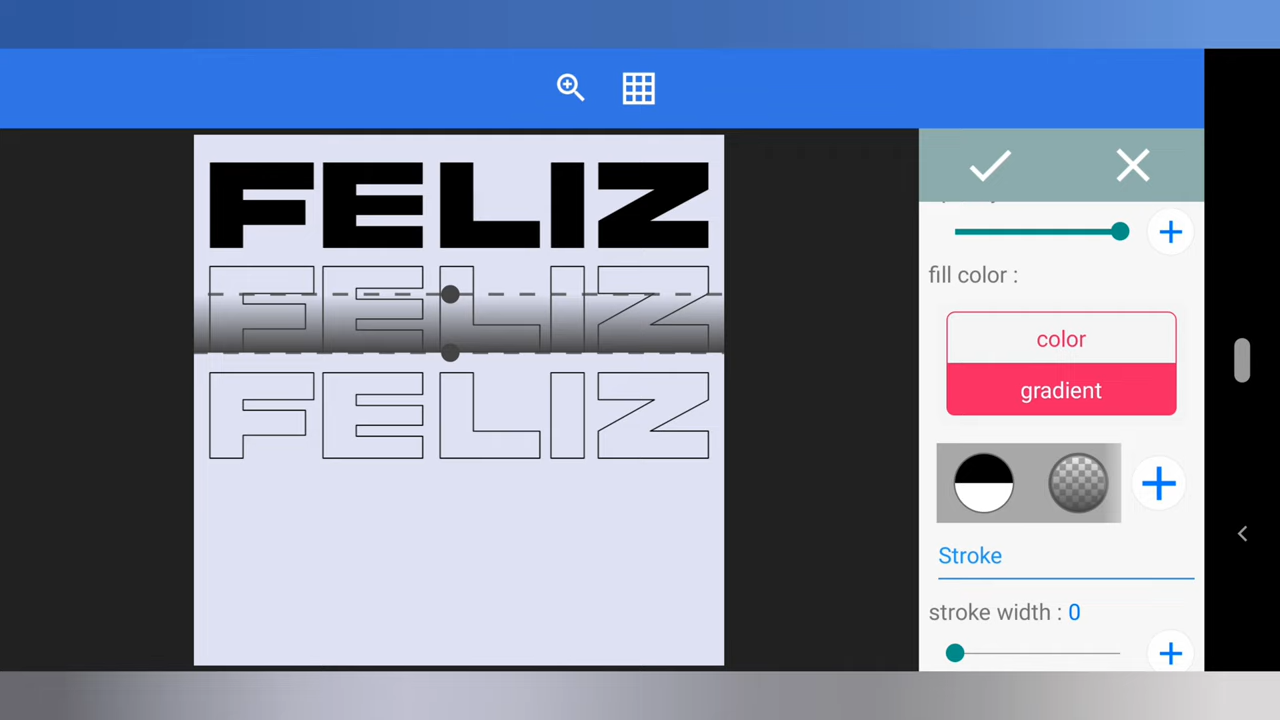 FELIZ
FELIZ
FELIZ
fill color :
color
gradient
Stroke
stroke width : 0